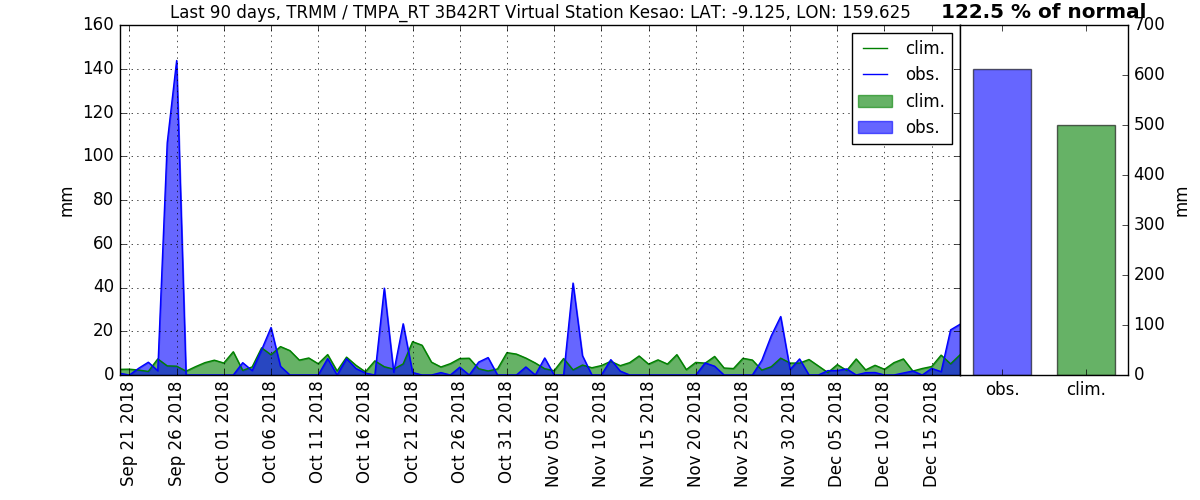 Last 90 days, TRMM / TMPA_RT 3B42RT Virtual Station Kesao: LAT: -9.125, LON: 159.625
122.5 % of normal
160
140
120
100
80
60
40
20
0
mm
clim.
obs.
clim.
obs.
700
600
500
400
300
200
100
0
mm
Sep 21 2018
Sep 26 2018
Oct 01 2018
Oct 06 2018
Oct 11 2018
Oct 16 2018
Oct 21 2018
Oct 26 2018
Oct 31 2018
Nov 05 2018
Nov 10 2018
Nov 15 2018
Nov 20 2018
Nov 25 2018
Nov 30 2018
Dec 05 2018
Dec 10 2018
Dec 15 2018
obs.
clim.